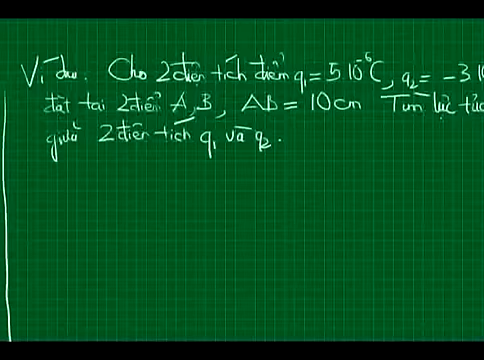 Ví dụ: Cho 2 điện tích điểm q₁ = 5 10⁻⁶C, q₂ = -3 10
đặt tại 2 điểm A, B, AB = 10cm Tìm lực
giữa 2 điện tích q₁ và q₂.